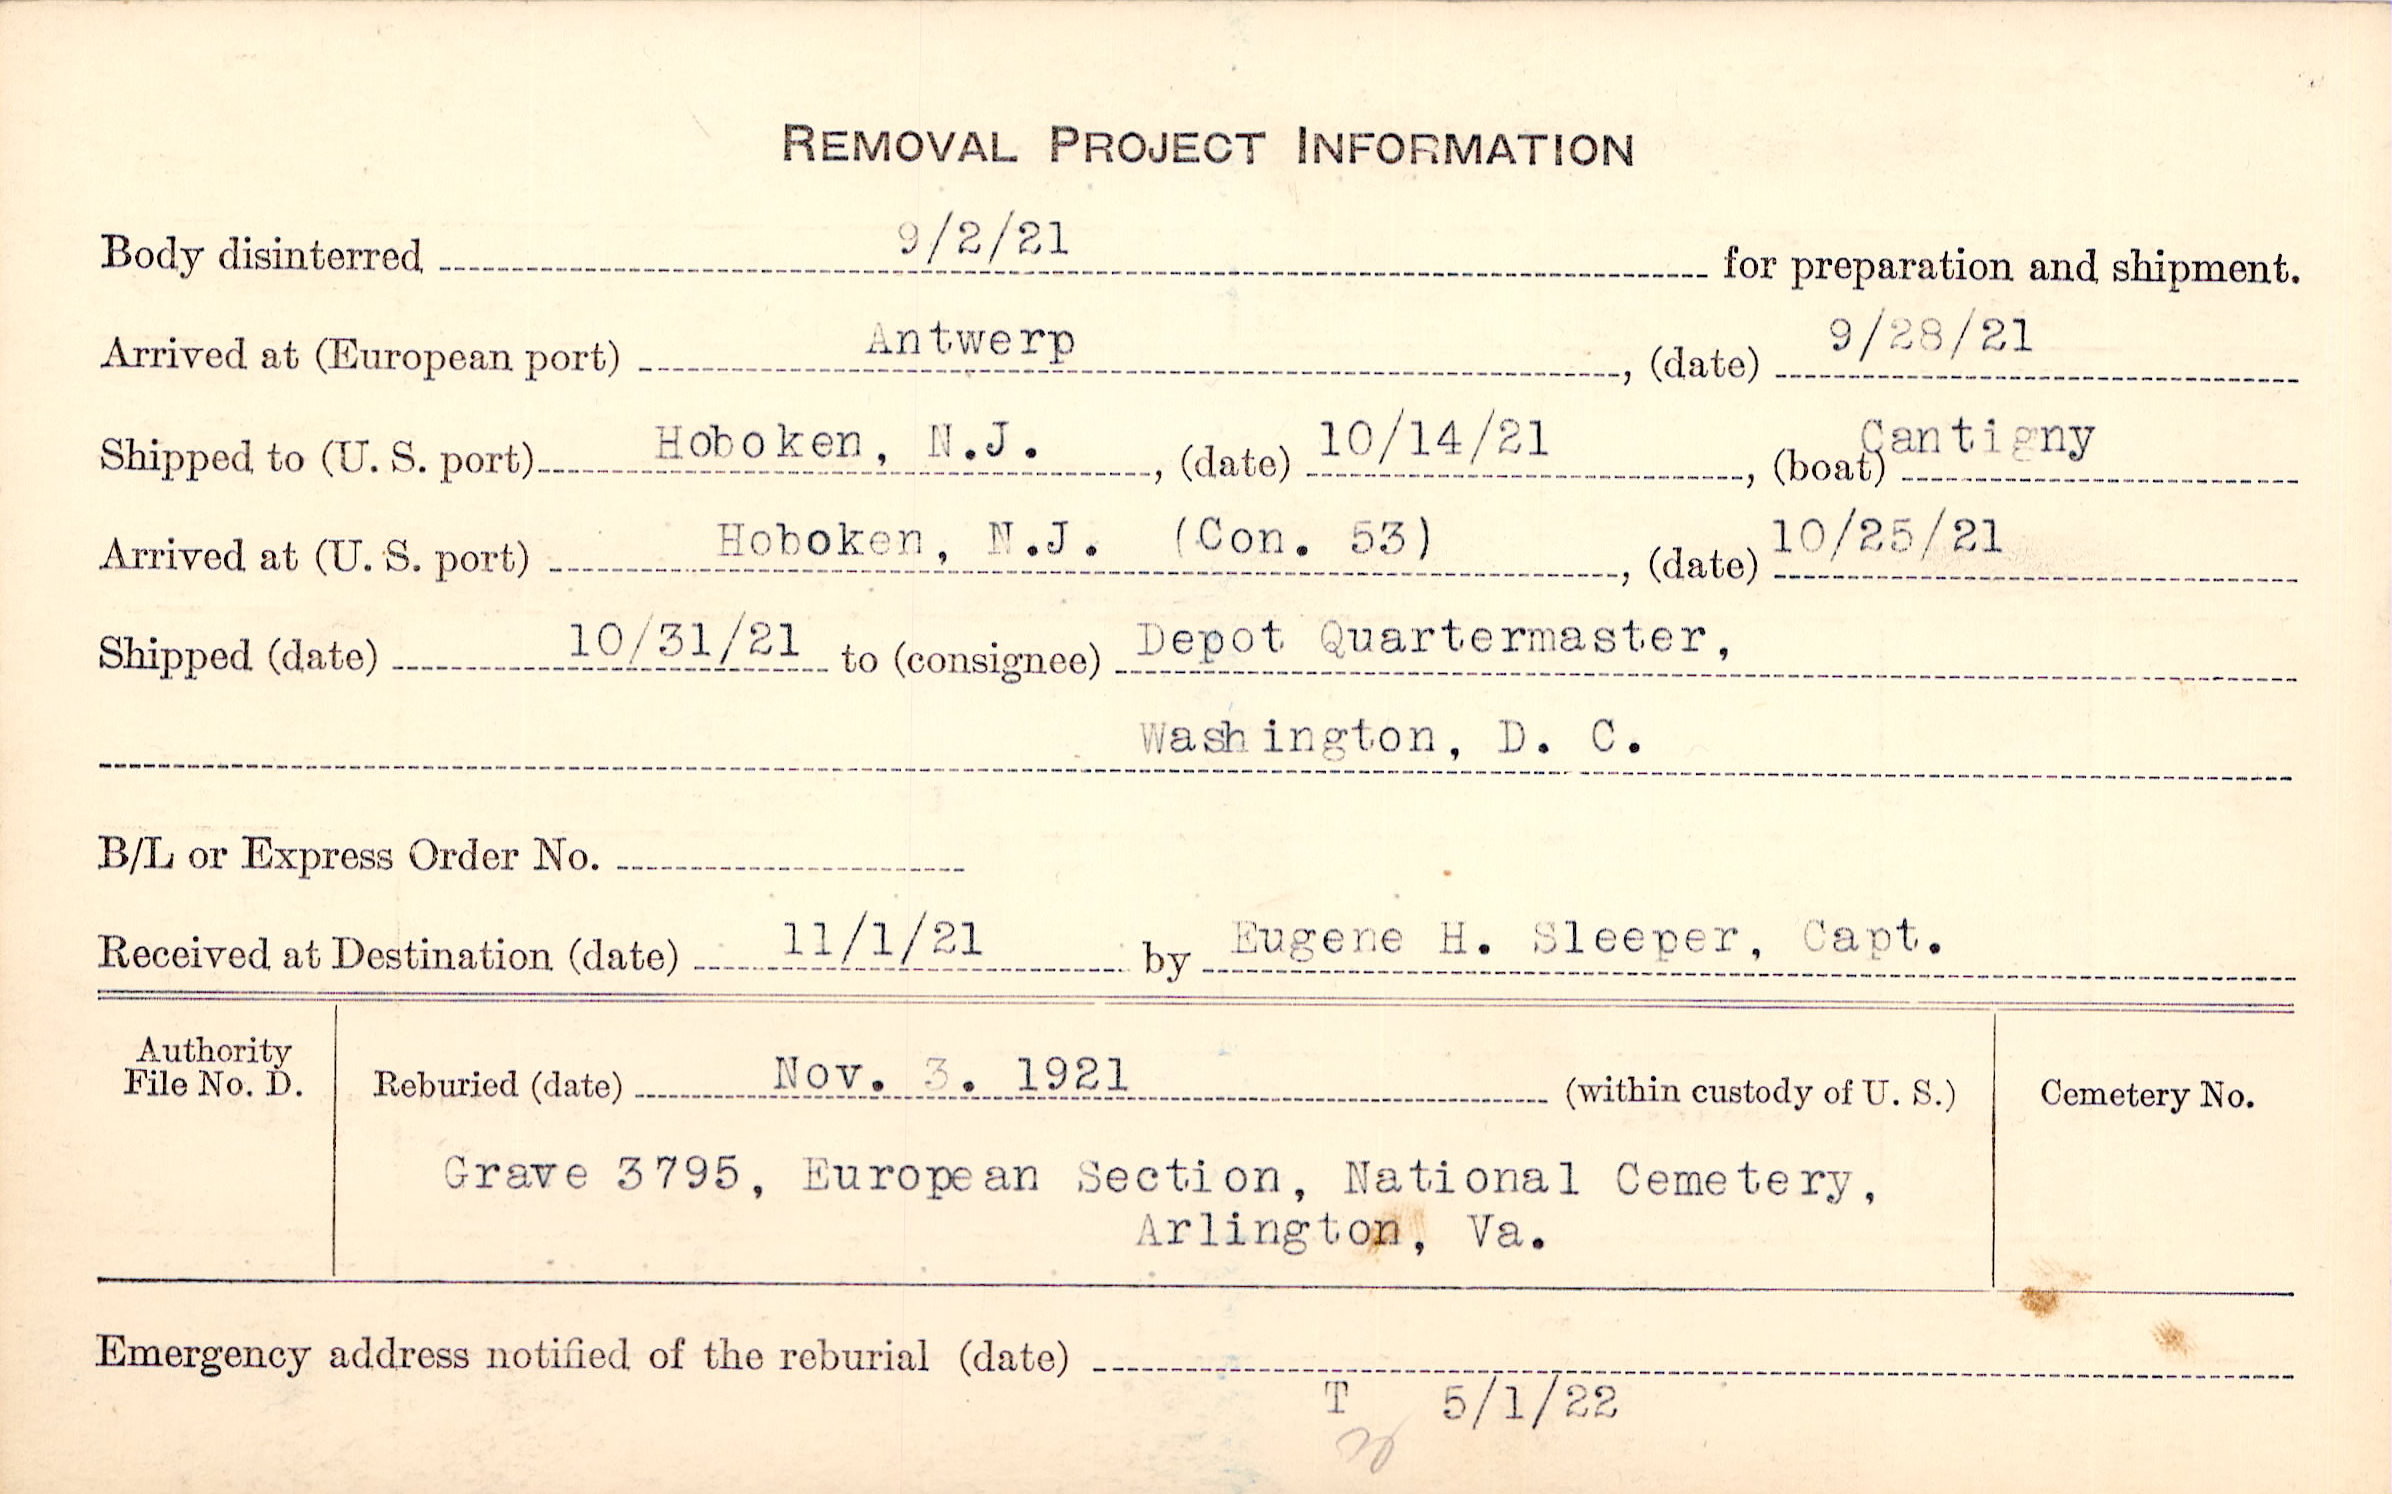 REMOVAL PROJECT INFORMATION
Body disinterred 9/2/21 for preparation and shipment.
Arrived at (European port) Antwerp, (date) 9/28/21
Shipped to (U. S. port) Hoboken, N.J., (date) 10/14/21, (boat) Cantigny
Arrived at (U. S. port) Hoboken, N.J. (Con. 53), (date) 10/25/21
Shipped (date) 10/31/21 to (consignee) Depot Quartermaster,
Washington, D. C.
B/L or Express Order No.
Received at Destination (date) 11/1/21 by Eugene H. Sleeper, Capt.
Authority
File No. D.
Reburied (date) Nov. 3. 1921 (within custody of U. S.)
Cemetery No.
Grave 3795, European Section, National Cemetery,
Arlington, Va.
Emergency address notified of the reburial (date)
T 5/1/22